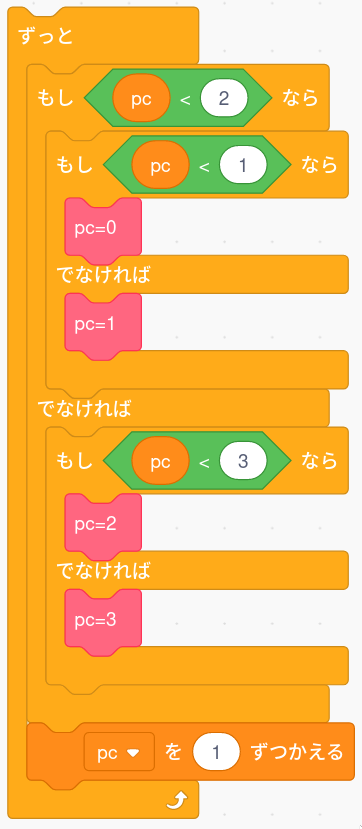 ずっと
もし pc < 2 なら
もし pc < 1 なら
pc=0
でなければ
pc=1
でなければ
もし pc < 3 なら
pc=2
でなければ
pc=3
pc を 1 ずつかえる